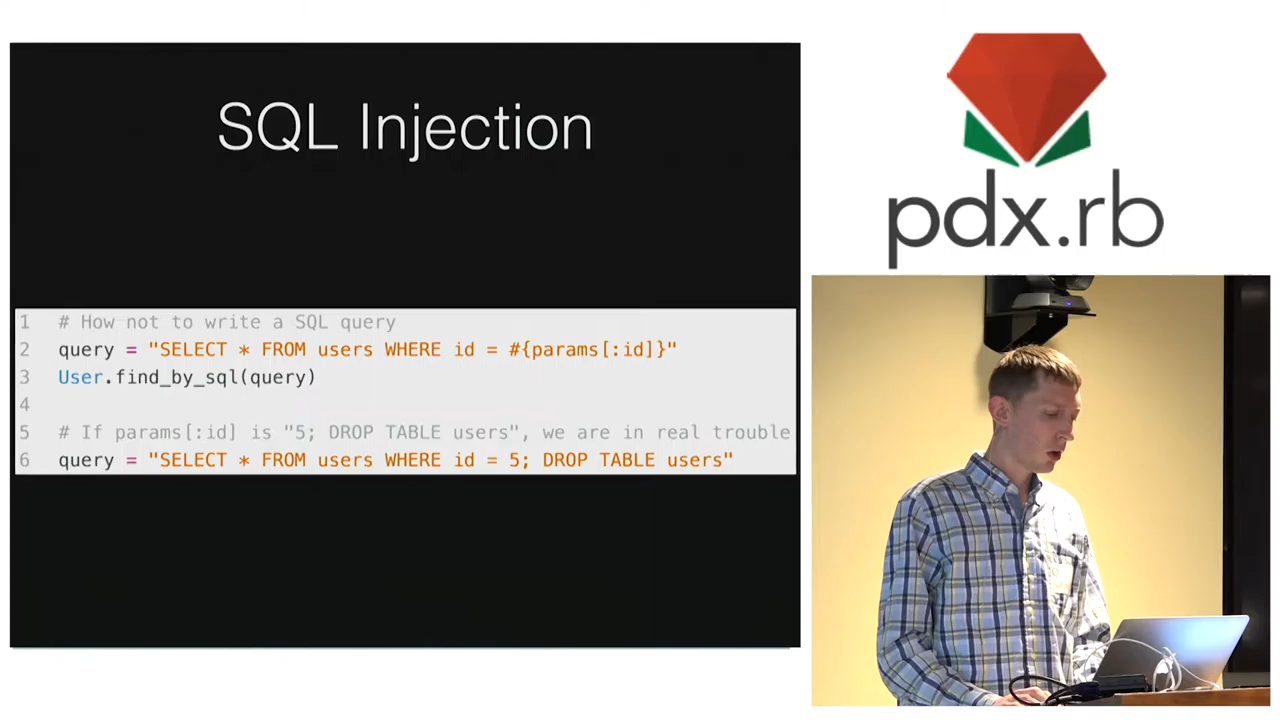 SQL Injection
1 # How not to write a SQL query
2 query = "SELECT * FROM users WHERE id = #{params[:id]}"
3 User.find_by_sql(query)
4
5 # If params[:id] is "5; DROP TABLE users", we are in real trouble
6 query = "SELECT * FROM users WHERE id = 5; DROP TABLE users"
pdx.rb